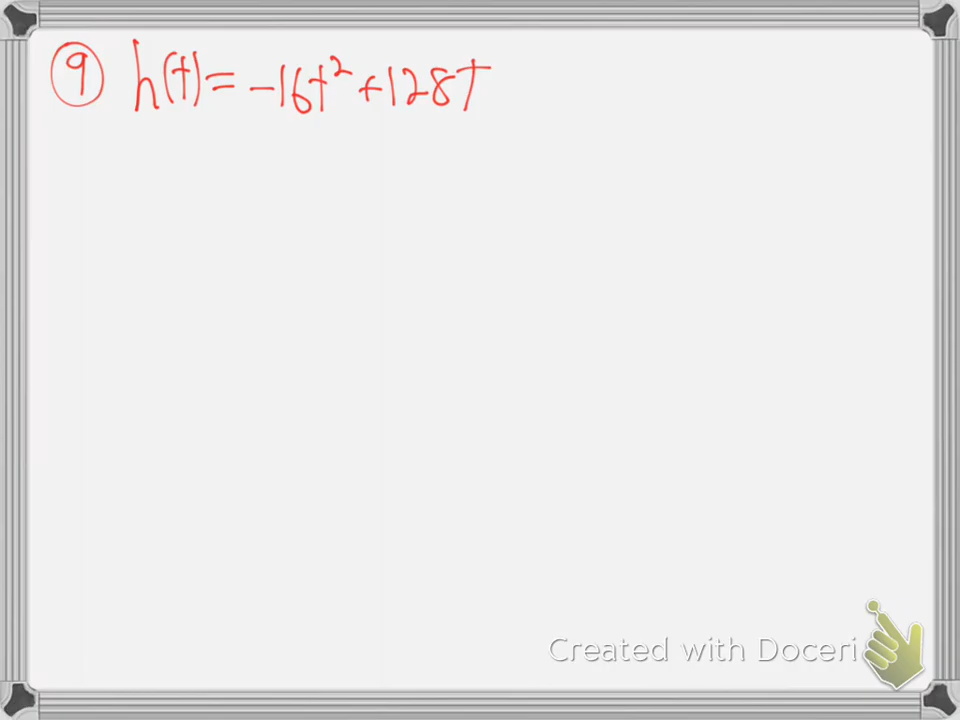 9 h(t) = -16t² + 128t
Created with Doceri